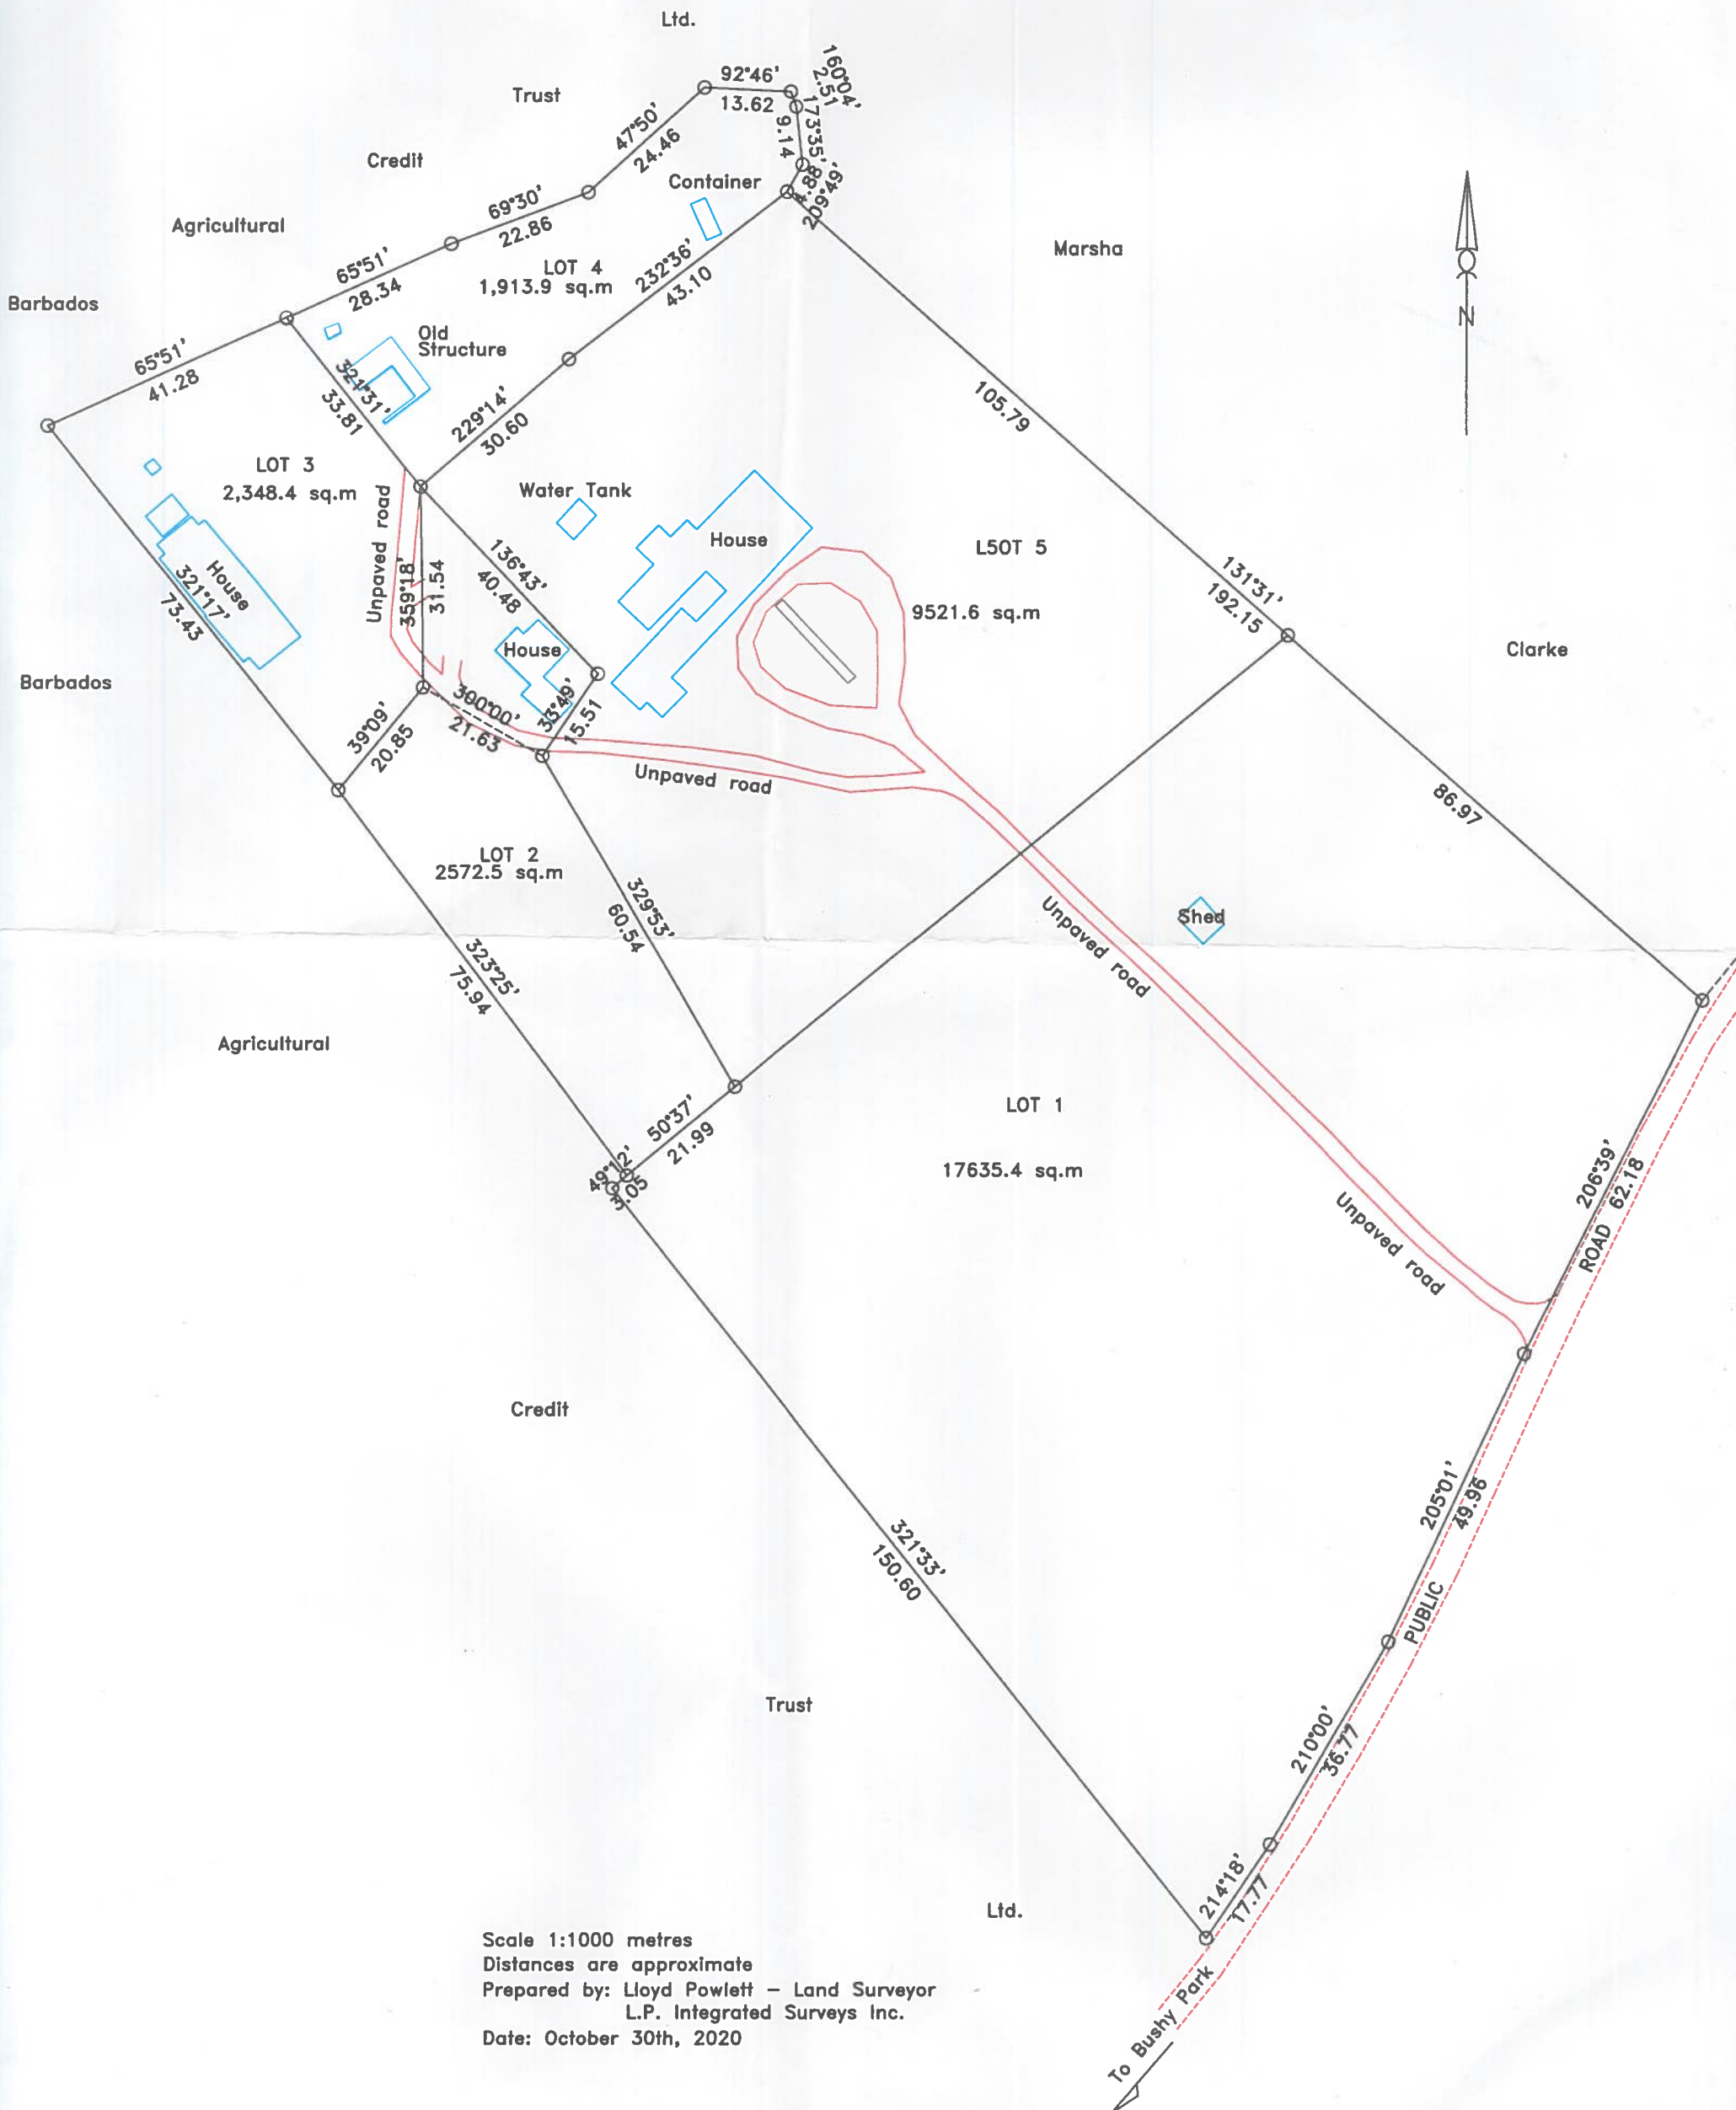 Ltd.
Trust
Credit
Agricultural
Barbados
92°46'
13.62
160°04'
2.51
173°35'
9.14
4.88
209°49'
47°50'
24.46
69°30'
22.86
65°51'
28.34
65°51'
41.28
Container
LOT 4
1,913.9 sq.m
232°36'
43.10
Marsha
N
Old
Structure
321°31'
33.81
229°14'
30.60
105.79
LOT 3
2,348.4 sq.m
Unpaved road
Water Tank
House
L5OT 5
9521.6 sq.m
136°43'
40.48
359°18'
31.54
131°31'
192.15
House
321°17'
73.43
House
Clarke
Barbados
300°00'
21.63
33°49'
15.51
39°09'
20.85
Unpaved road
86.97
LOT 2
2572.5 sq.m
329°53'
60.54
Shed
Unpaved road
323°25'
75.94
Agricultural
LOT 1
17635.4 sq.m
50°37'
21.99
49°12'
3.05
206°39'
62.18
ROAD
Unpaved road
Credit
205°01'
49.96
321°33'
150.60
PUBLIC
Trust
210°00'
36.77
214°18'
17.77
Ltd.
Scale 1:1000 metres
Distances are approximate
Prepared by: Lloyd Powlett – Land Surveyor
L.P. Integrated Surveys Inc.
Date: October 30th, 2020
To Bushy Park